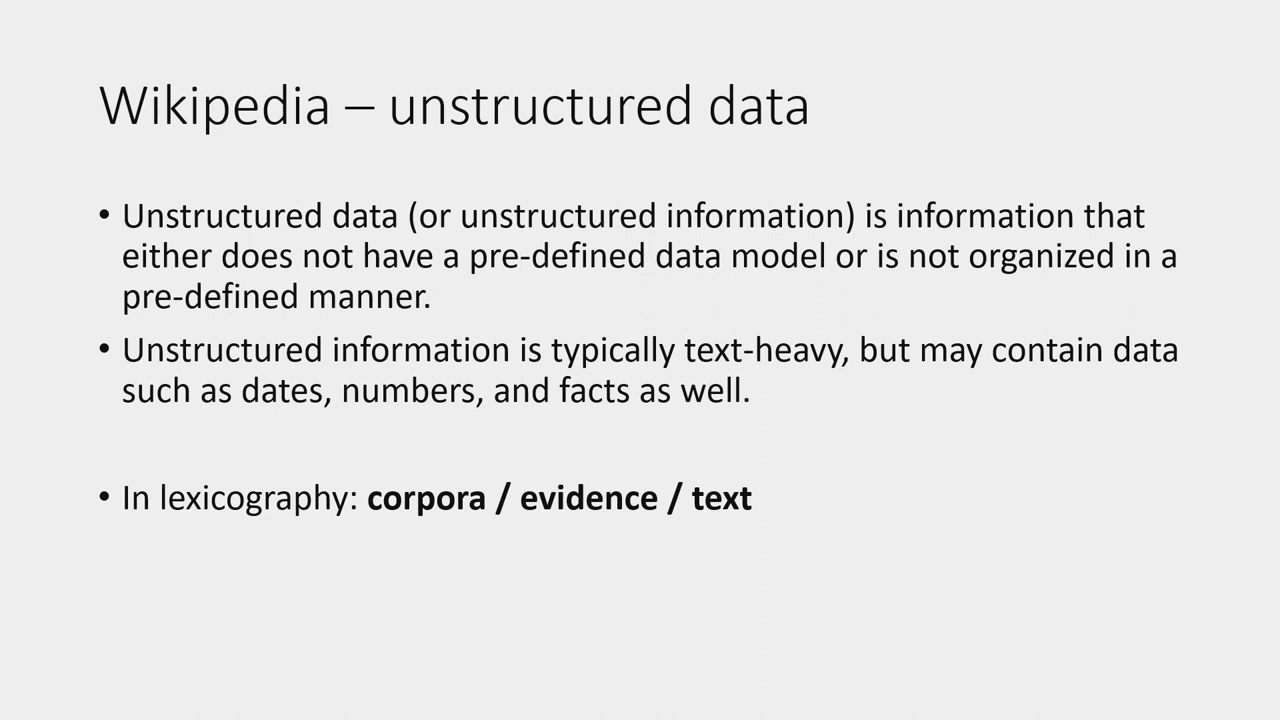 Wikipedia – unstructured data
• Unstructured data (or unstructured information) is information that
either does not have a pre-defined data model or is not organized in a
pre-defined manner.
• Unstructured information is typically text-heavy, but may contain data
such as dates, numbers, and facts as well.
• In lexicography: corpora / evidence / text